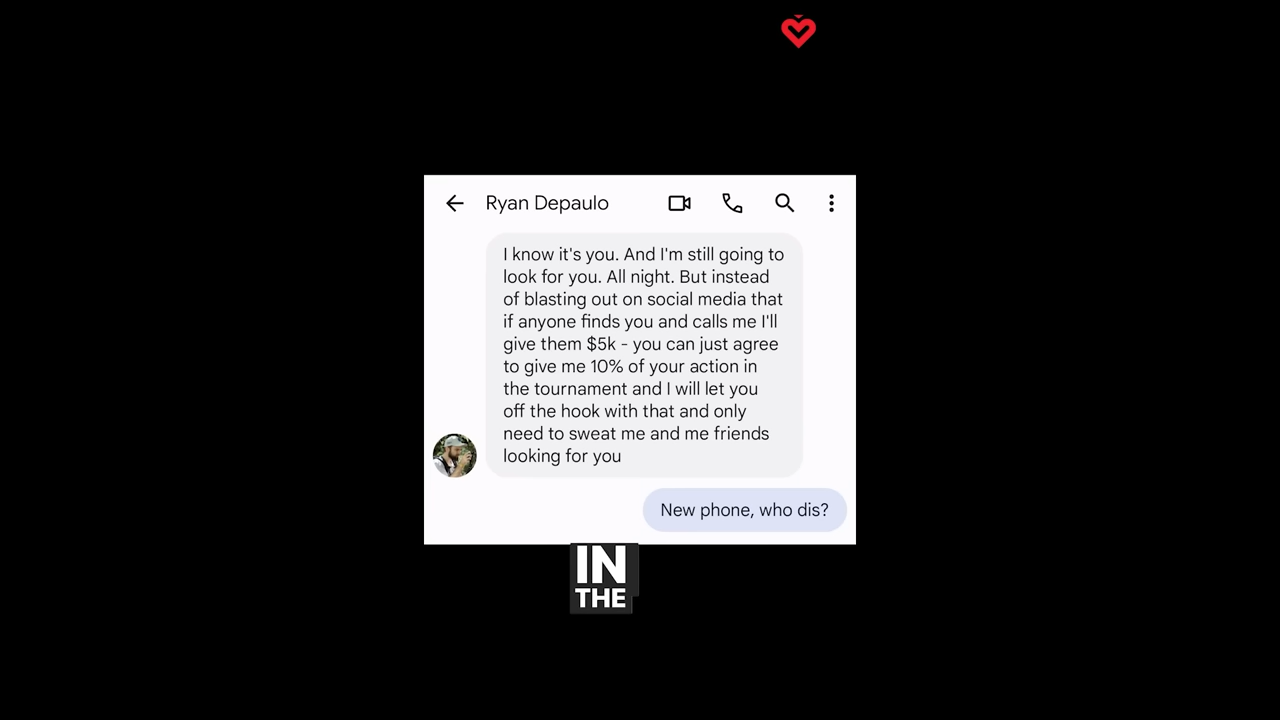 Ryan Depaulo
I know it's you. And I'm still going to
look for you. All night. But instead
of blasting out on social media that
if anyone finds you and calls me I'll
give them $5k - you can just agree
to give me 10% of your action in
the tournament and I will let you
off the hook with that and only
need to sweat me and me friends
looking for you
New phone, who dis?
IN
THE